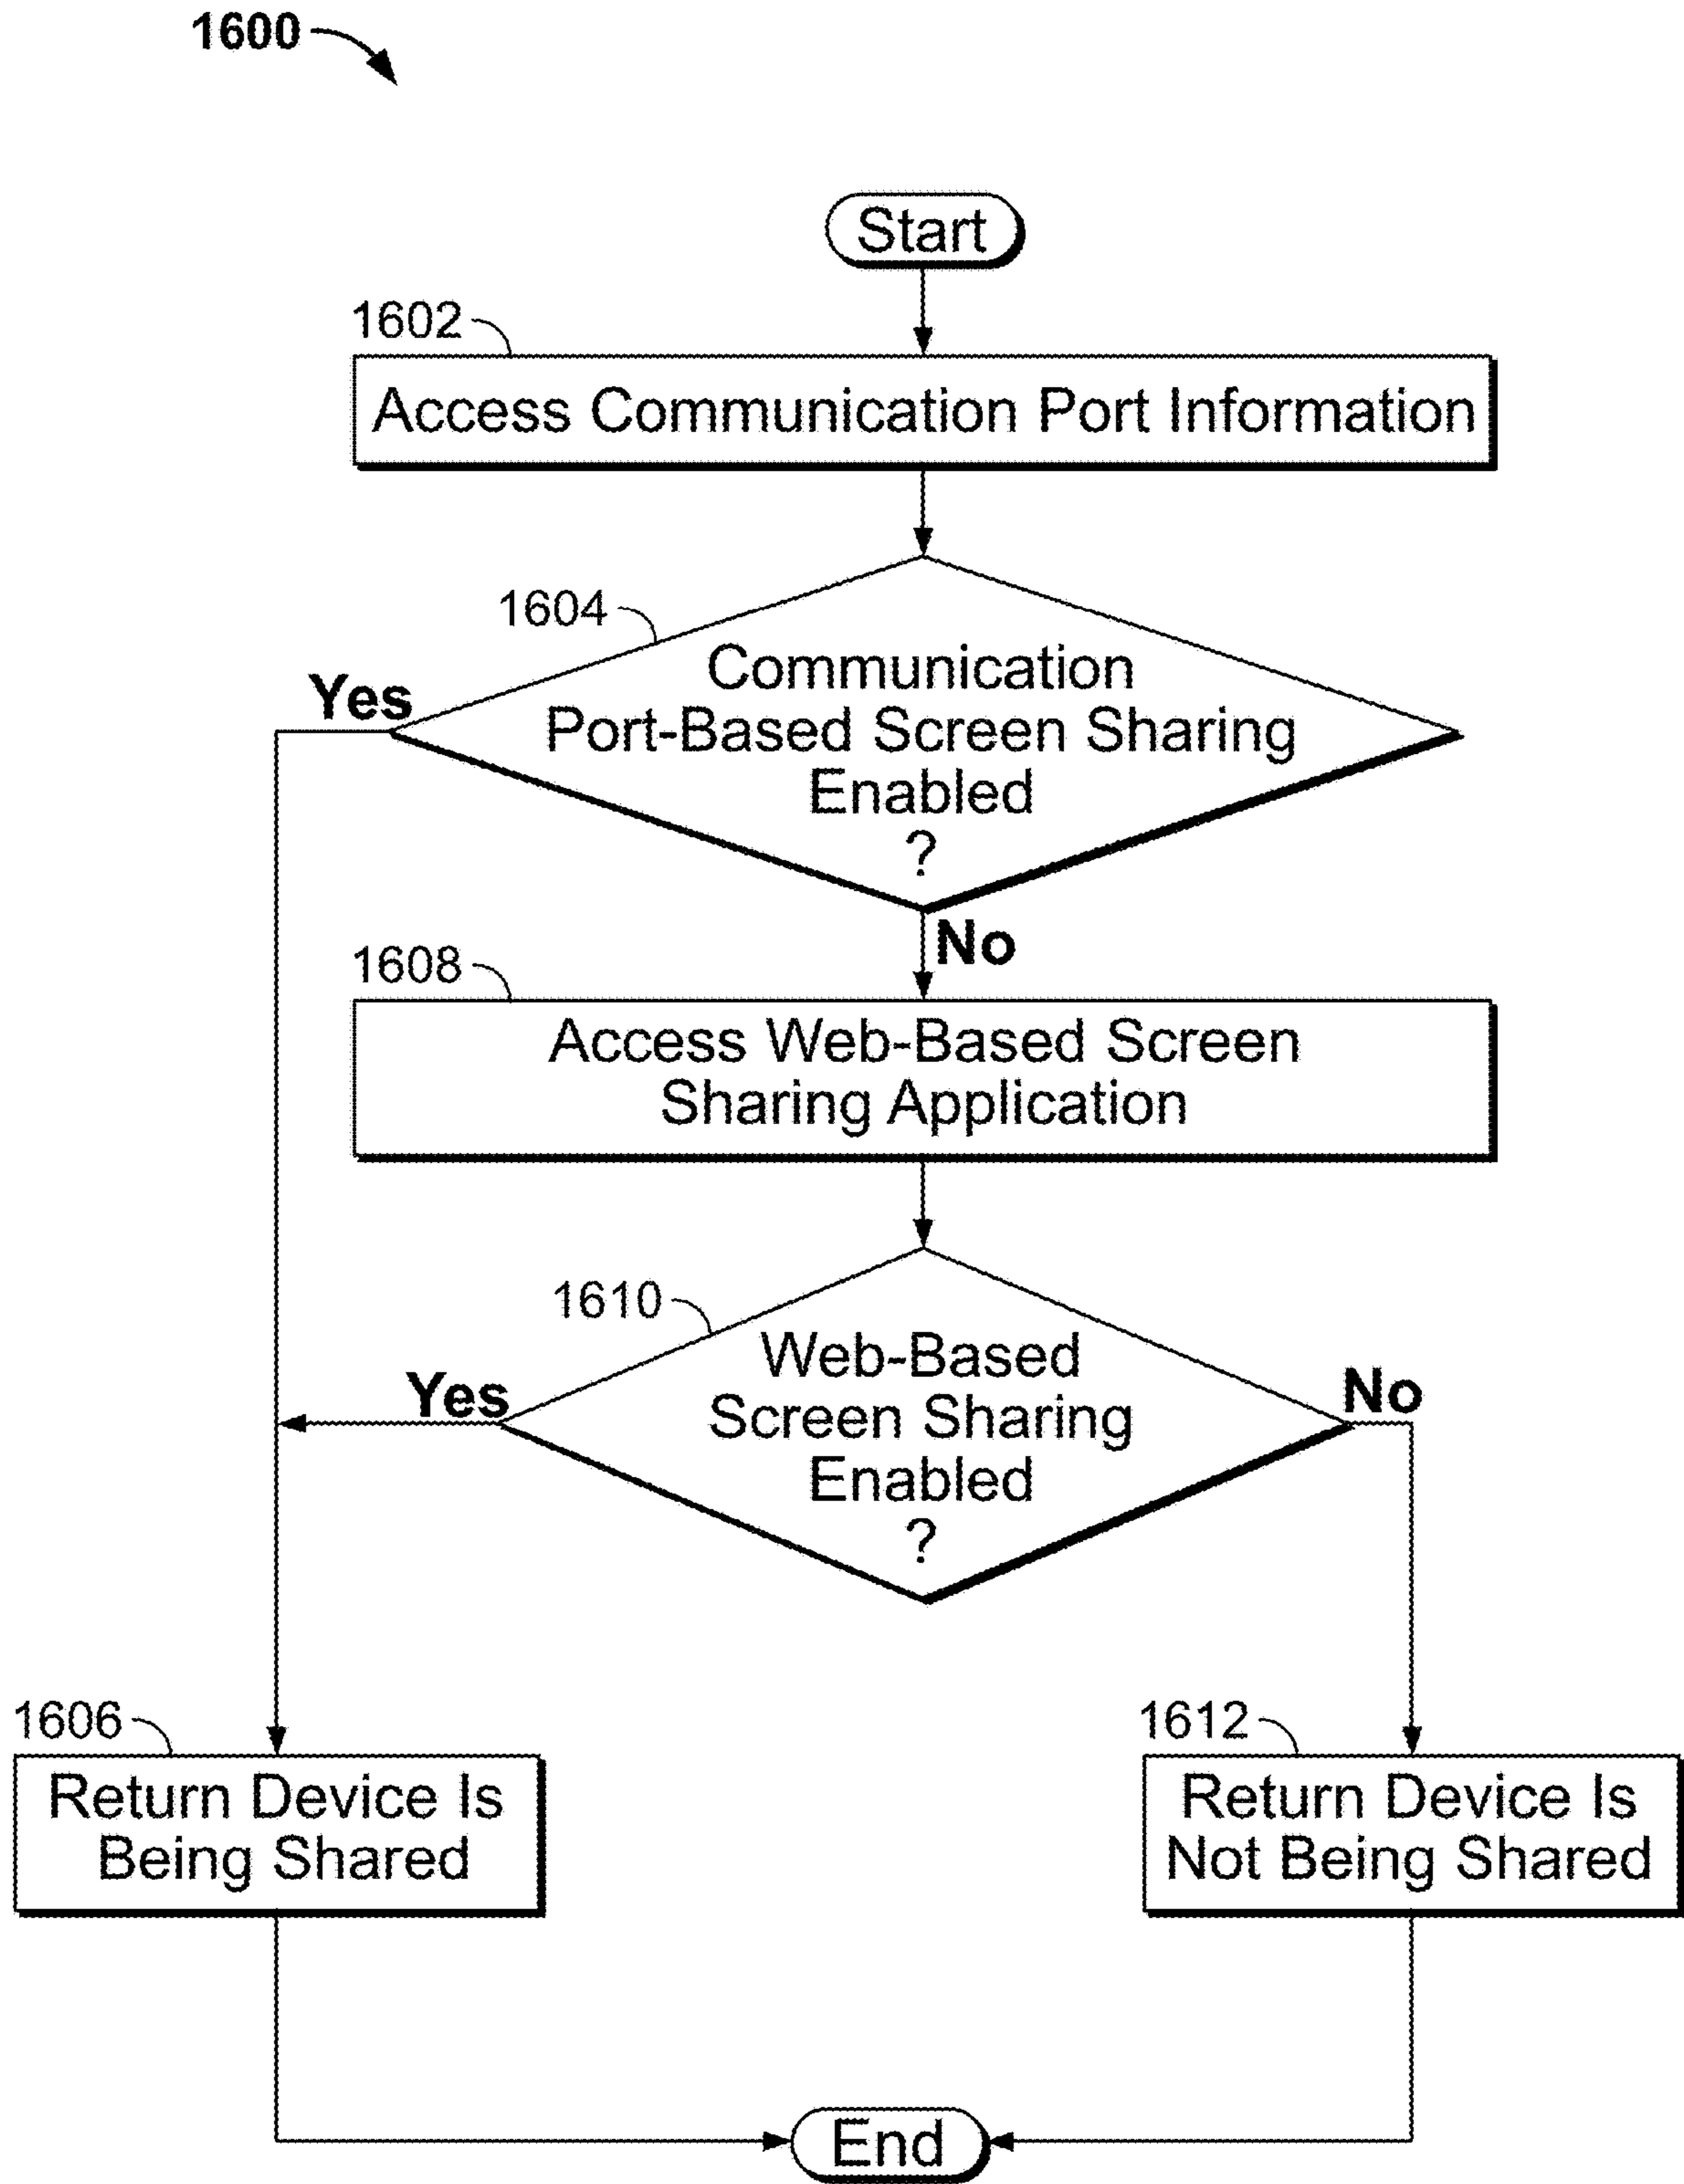 1600
Start
1602
Access Communication Port Information
1604
Communication
Port-Based Screen Sharing
Enabled
?
Yes
No
1608
Access Web-Based Screen
Sharing Application
1610
Web-Based
Screen Sharing
Enabled
?
Yes
No
1606
Return Device Is
Being Shared
1612
Return Device Is
Not Being Shared
End